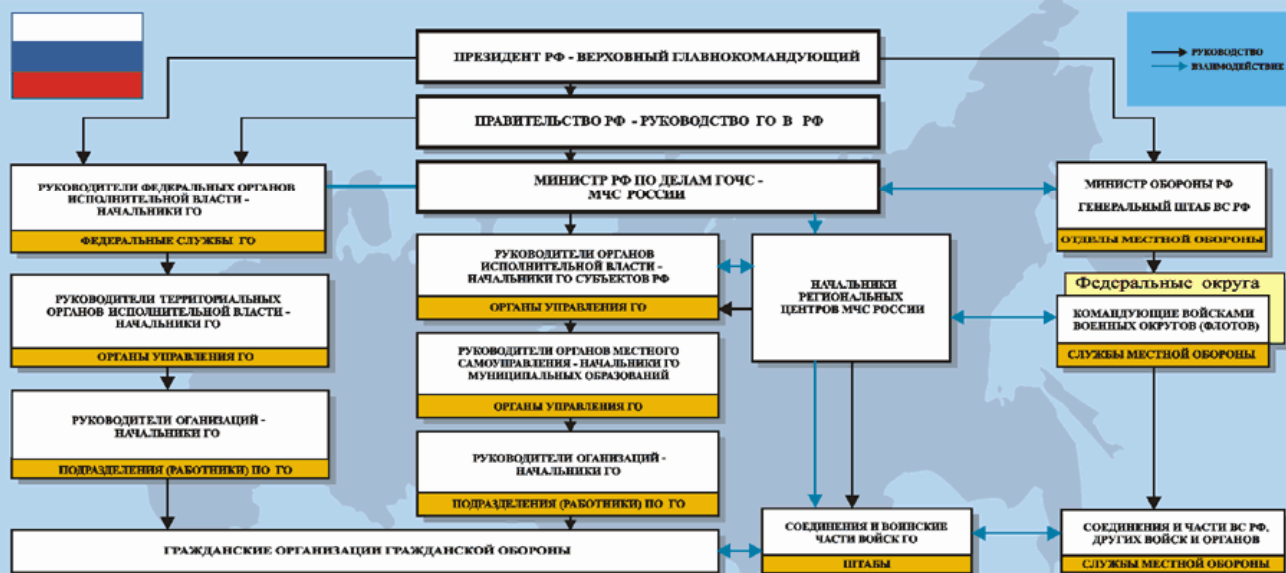 ПРЕЗИДЕНТ РФ - ВЕРХОВНЫЙ ГЛАВНОКОМАНДУЮЩИЙ
РУКОВОДСТВО
ВЗАИМОДЕЙСТВИЕ
ПРАВИТЕЛЬСТВО РФ - РУКОВОДСТВО ГО В РФ
РУКОВОДИТЕЛИ ФЕДЕРАЛЬНЫХ ОРГАНОВ
ИСПОЛНИТЕЛЬНОЙ ВЛАСТИ -
НАЧАЛЬНИКИ ГО
ФЕДЕРАЛЬНЫЕ СЛУЖБЫ ГО
МИНИСТР РФ ПО ДЕЛАМ ГОЧС -
МЧС РОССИИ
МИНИСТР ОБОРОНЫ РФ
ГЕНЕРАЛЬНЫЙ ШТАБ ВС РФ
ОТДЕЛЫ МЕСТНОЙ ОБОРОНЫ
РУКОВОДИТЕЛИ ОРГАНОВ
ИСПОЛНИТЕЛЬНОЙ ВЛАСТИ -
НАЧАЛЬНИКИ ГО СУБЪЕКТОВ РФ
ОРГАНЫ УПРАВЛЕНИЯ ГО
НАЧАЛЬНИКИ
РЕГИОНАЛЬНЫХ
ЦЕНТРОВ МЧС РОССИИ
Федеральные округа
КОМАНДУЮЩИЕ ВОЙСКАМИ
ВОЕННЫХ ОКРУГОВ (ФЛОТОВ)
СЛУЖБЫ МЕСТНОЙ ОБОРОНЫ
РУКОВОДИТЕЛИ ТЕРРИТОРИАЛЬНЫХ
ОРГАНОВ ИСПОЛНИТЕЛЬНОЙ ВЛАСТИ -
НАЧАЛЬНИКИ ГО
ОРГАНЫ УПРАВЛЕНИЯ ГО
РУКОВОДИТЕЛИ ОРГАНОВ МЕСТНОГО
САМОУПРАВЛЕНИЯ - НАЧАЛЬНИКИ ГО
МУНИЦИПАЛЬНЫХ ОБРАЗОВАНИЙ
ОРГАНЫ УПРАВЛЕНИЯ ГО
РУКОВОДИТЕЛИ ОГАНИЗАЦИЙ -
НАЧАЛЬНИКИ ГО
ПОДРАЗДЕЛЕНИЯ (РАБОТНИКИ) ПО ГО
РУКОВОДИТЕЛИ ОГАНИЗАЦИЙ -
НАЧАЛЬНИКИ ГО
ПОДРАЗДЕЛЕНИЯ (РАБОТНИКИ) ПО ГО
ГРАЖДАНСКИЕ ОРГАНИЗАЦИИ ГРАЖДАНСКОЙ ОБОРОНЫ
СОЕДИНЕНИЯ И ВОИНСКИЕ
ЧАСТИ ВОЙСК ГО
ШТАБЫ
СОЕДИНЕНИЯ И ЧАСТИ ВС РФ,
ДРУГИХ ВОЙСК И ОРГАНОВ
СЛУЖБЫ МЕСТНОЙ ОБОРОНЫ